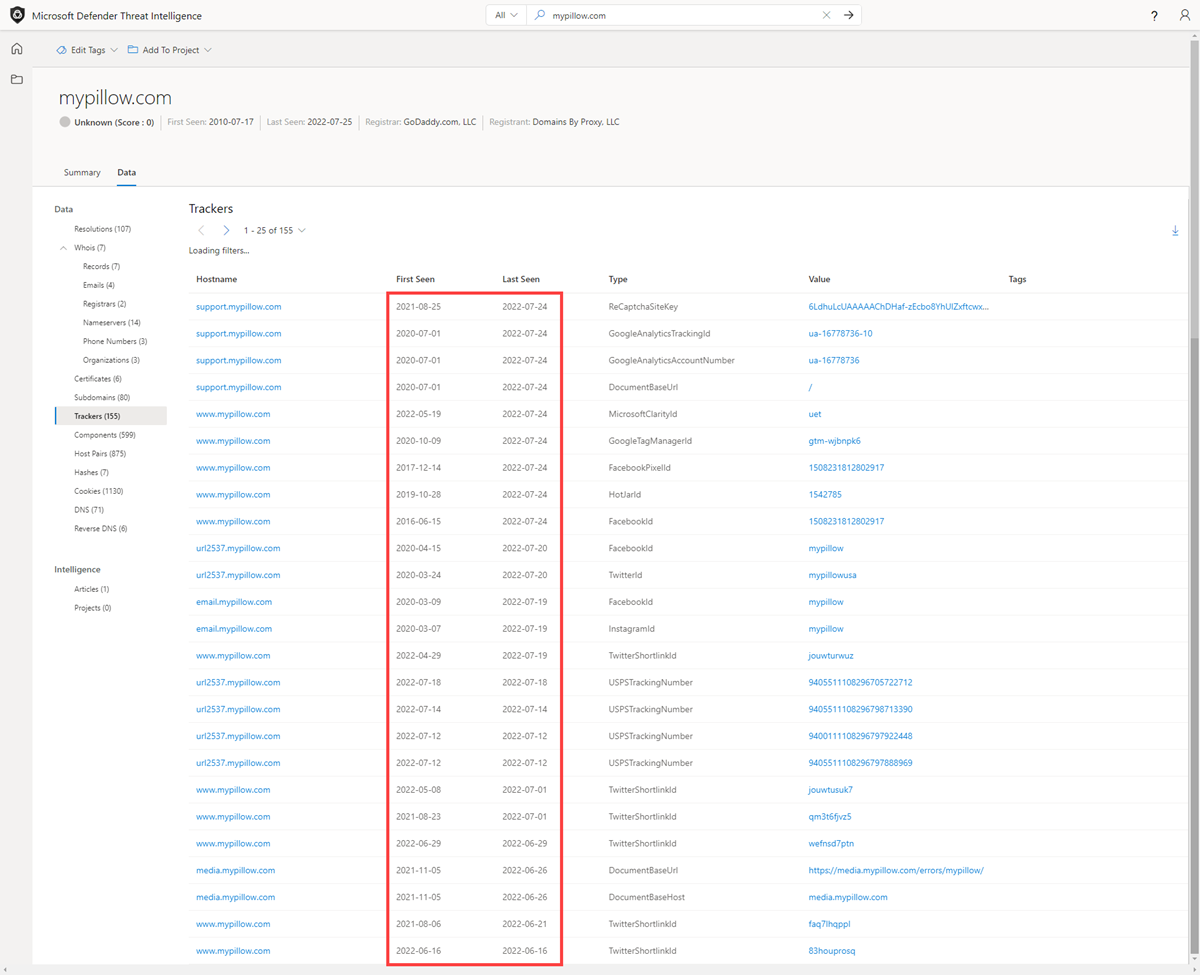 Microsoft Defender Threat Intelligence
All
mypillow.com
?
Edit Tags
Add To Project
mypillow.com
Unknown (Score : 0) First Seen: 2010-07-17 Last Seen: 2022-07-25 Registrar: GoDaddy.com, LLC Registrant: Domains By Proxy, LLC
Summary Data
Data
Resolutions (107)
Whois (7)
Records (7)
Emails (4)
Registrars (2)
Nameservers (14)
Phone Numbers (3)
Organizations (3)
Certificates (6)
Subdomains (80)
Trackers (155)
Components (599)
Host Pairs (875)
Hashes (7)
Cookies (1130)
DNS (71)
Reverse DNS (6)
Intelligence
Articles (1)
Projects (0)
Trackers
1 - 25 of 155
Loading filters...
Hostname First Seen Last Seen Type Value Tags
support.mypillow.com 2021-08-25 2022-07-24 ReCaptchaSiteKey 6LdhuLcUAAAAAChDHaf-zEcbo8YhUlZxftcwx...
support.mypillow.com 2020-07-01 2022-07-24 GoogleAnalyticsTrackingId ua-16778736-10
support.mypillow.com 2020-07-01 2022-07-24 GoogleAnalyticsAccountNumber ua-16778736
support.mypillow.com 2020-07-01 2022-07-24 DocumentBaseUrl /
www.mypillow.com 2022-05-19 2022-07-24 MicrosoftClarityId uet
www.mypillow.com 2020-10-09 2022-07-24 GoogleTagManagerId gtm-wjbnpk6
www.mypillow.com 2017-12-14 2022-07-24 FacebookPixelId 1508231812802917
www.mypillow.com 2019-10-28 2022-07-24 HotJarId 1542785
www.mypillow.com 2016-06-15 2022-07-24 FacebookId 1508231812802917
url2537.mypillow.com 2020-04-15 2022-07-20 FacebookId mypillow
url2537.mypillow.com 2020-03-24 2022-07-20 TwitterId mypillowusa
email.mypillow.com 2020-03-09 2022-07-19 FacebookId mypillow
email.mypillow.com 2020-03-07 2022-07-19 InstagramId mypillow
www.mypillow.com 2022-04-29 2022-07-19 TwitterShortlinkId jouwturwuz
url2537.mypillow.com 2022-07-18 2022-07-18 USPSTrackingNumber 9405511108296705722712
url2537.mypillow.com 2022-07-14 2022-07-14 USPSTrackingNumber 9405511108296798713390
url2537.mypillow.com 2022-07-12 2022-07-12 USPSTrackingNumber 9400111108296797922448
url2537.mypillow.com 2022-07-12 2022-07-12 USPSTrackingNumber 9405511108296797888969
www.mypillow.com 2022-05-08 2022-07-01 TwitterShortlinkId jouwtusuk7
www.mypillow.com 2021-08-23 2022-07-01 TwitterShortlinkId qm3t6fjvz5
www.mypillow.com 2022-06-29 2022-06-29 TwitterShortlinkId wefnsd7ptn
media.mypillow.com 2021-11-05 2022-06-26 DocumentBaseUrl https://media.mypillow.com/errors/mypillow/
media.mypillow.com 2021-11-05 2022-06-26 DocumentBaseHost media.mypillow.com
www.mypillow.com 2021-08-06 2022-06-21 TwitterShortlinkId faq7lhqppl
www.mypillow.com 2022-06-16 2022-06-16 TwitterShortlinkId 83houprosq